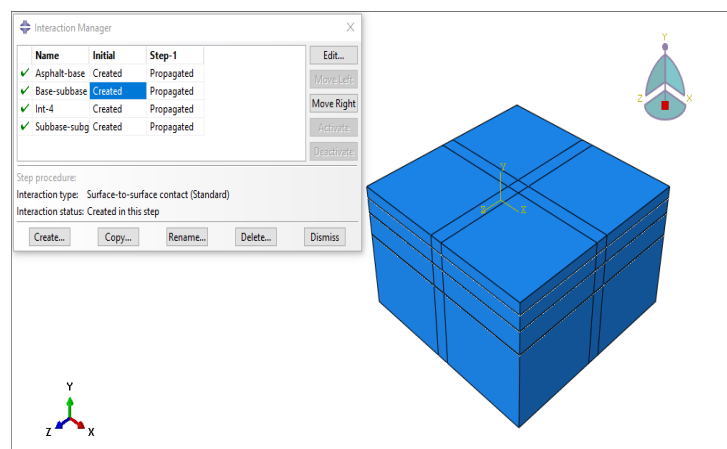 Interaction Manager
Name Initial Step-1
Edit...
Asphalt-base Created Propagated
Move Left
Base-subbase Created Propagated
Move Right
Int-4 Created Propagated
Activate
Subbase-subg Created Propagated
Deactivate
Step procedure:
Interaction type: Surface-to-surface contact (Standard)
Interaction status: Created in this step
Create... Copy... Rename... Delete... Dismiss
Y
Z X
Y
Z X
Y
Z X